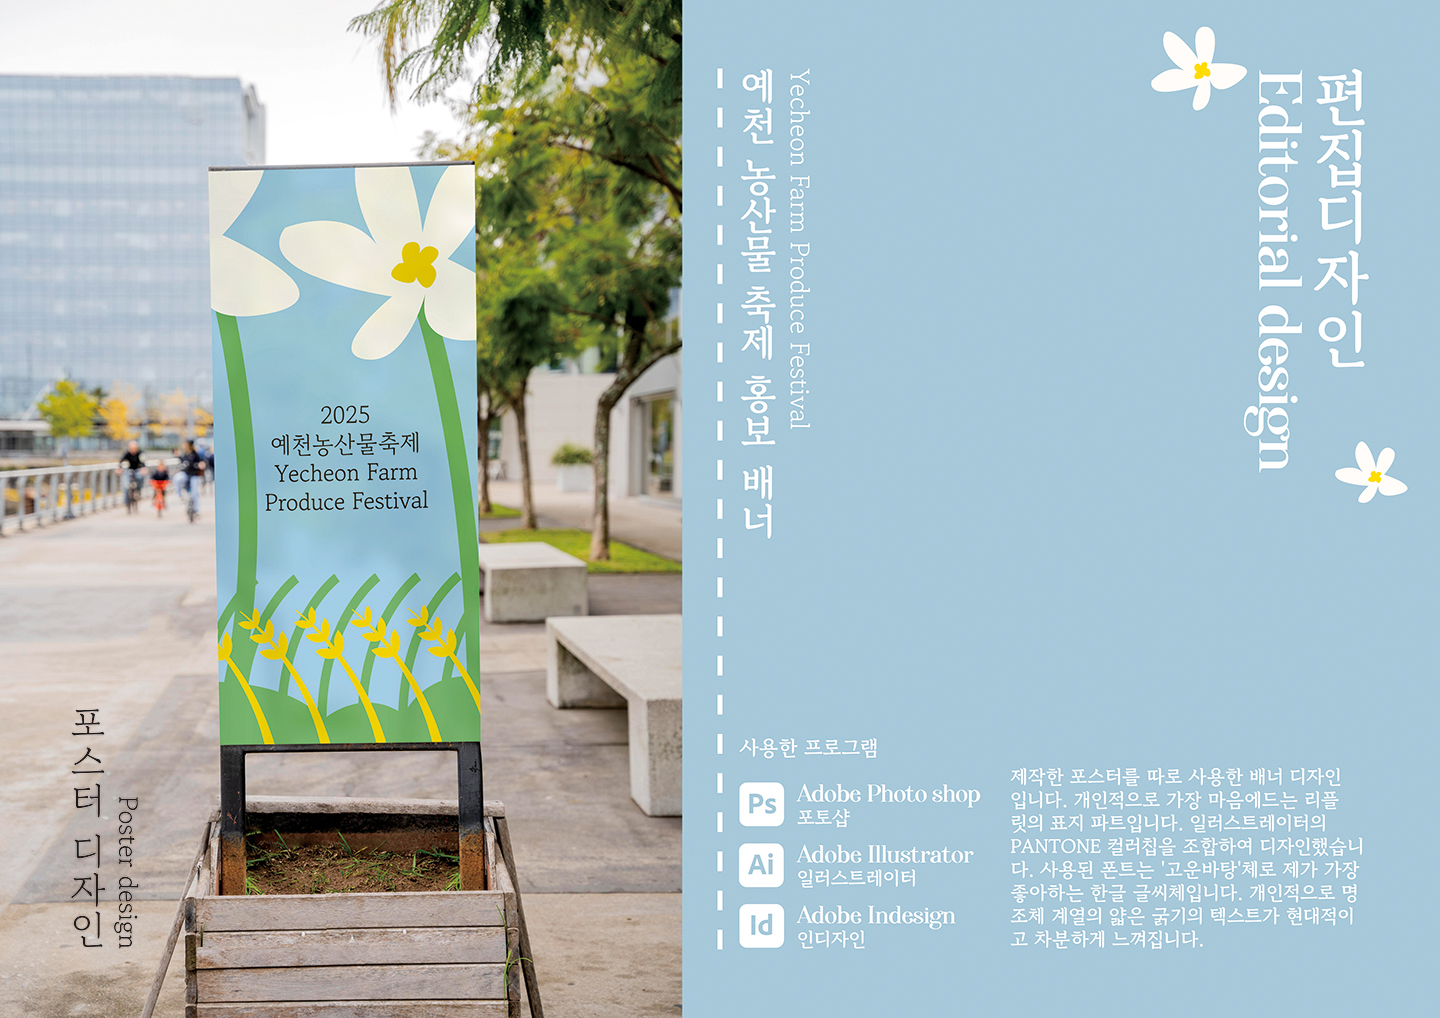 2025
예천농산물축제
Yecheon Farm
Produce Festival
포스터 디자인
Poster design
예천 농산물 축제 홍보 배너
Yecheon Farm Produce Festival
편집디자인
Editorial design
사용한 프로그램
Ps
Adobe Photo shop
포토샵
Ai
Adobe Illustrator
일러스트레이터
Id
Adobe Indesign
인디자인
제작한 포스터를 따로 사용한 배너 디자인
입니다. 개인적으로 가장 마음에드는 리플
릿의 표지 파트입니다. 일러스트레이터의
PANTONE 컬러칩을 조합하여 디자인했습니
다. 사용된 폰트는 '고운바탕'체로 제가 가장
좋아하는 한글 글씨체입니다. 개인적으로 명
조체 계열의 얇은 굵기의 텍스트가 현대적이
고 차분하게 느껴집니다.